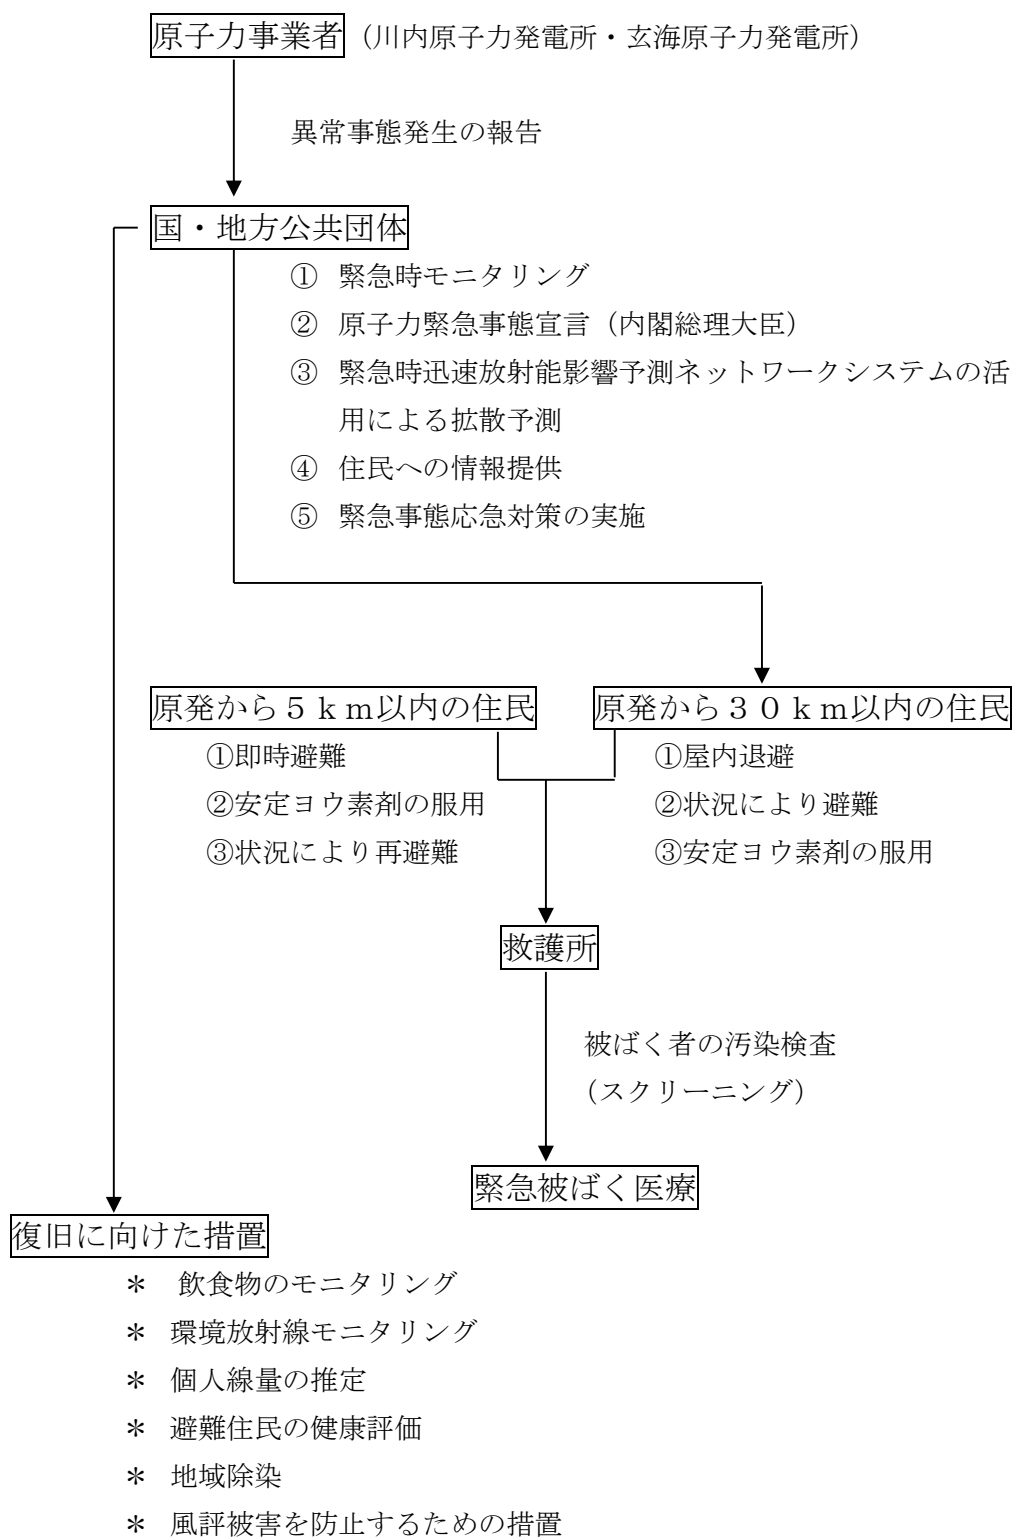 原子力事業者（川内原子力発電所・玄海原子力発電所）
異常事態発生の報告
国・地方公共団体
① 緊急時モニタリング
② 原子力緊急事態宣言（内閣総理大臣）
③ 緊急時迅速放射能影響予測ネットワークシステムの活
用による拡散予測
④ 住民への情報提供
⑤ 緊急事態応急対策の実施
原発から５ｋｍ以内の住民
①即時避難
②安定ヨウ素剤の服用
③状況により再避難
原発から３０ｋｍ以内の住民
①屋内退避
②状況により避難
③安定ヨウ素剤の服用
救護所
被ばく者の汚染検査
（スクリーニング）
緊急被ばく医療
復旧に向けた措置
＊ 飲食物のモニタリング
＊ 環境放射線モニタリング
＊ 個人線量の推定
＊ 避難住民の健康評価
＊ 地域除染
＊ 風評被害を防止するための措置